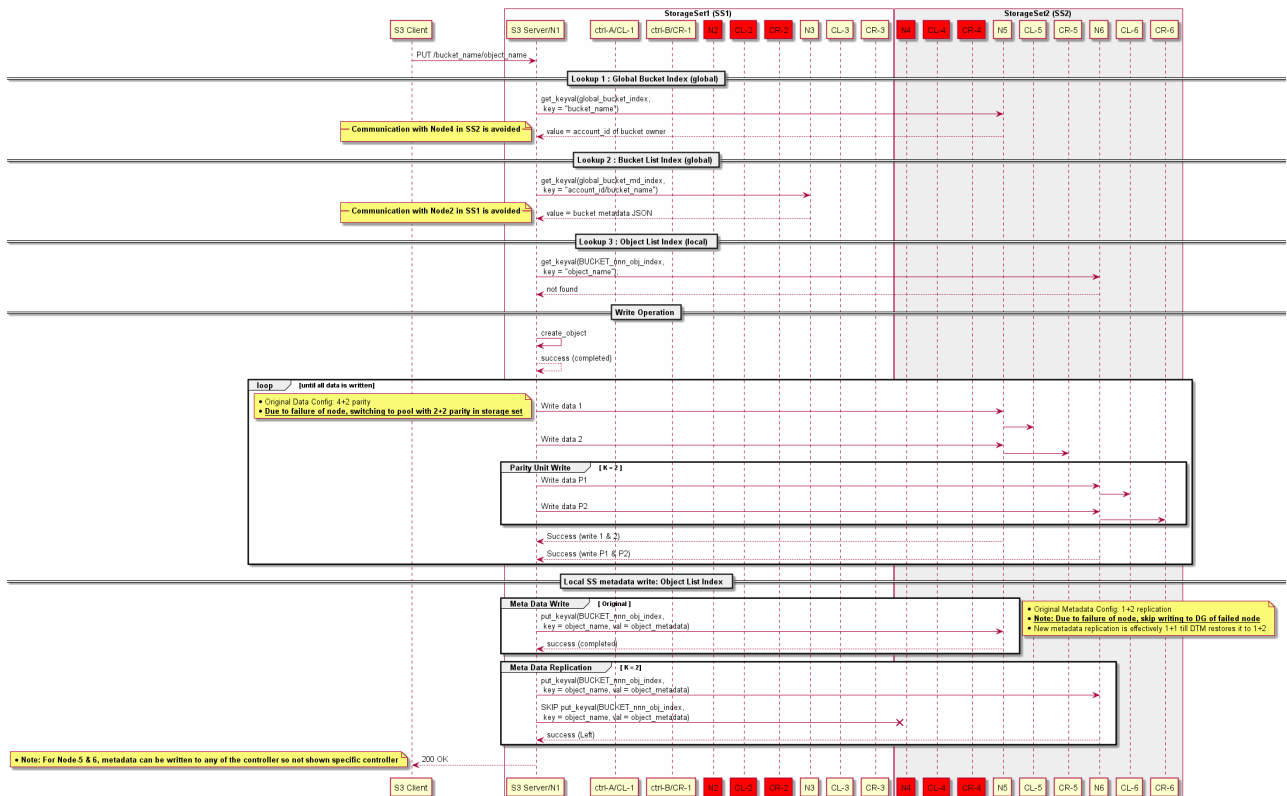 StorageSet1 (SS1)
StorageSet2 (SS2)
S3 Client
S3 Server/N1
ctrl-A/CL-1
ctrl-B/CR-1
N2
CL-2
CR-2
N3
CL-3
CR-3
N4
CL-4
CR-4
N5
CL-5
CR-5
N6
CL-6
CR-6
PUT /bucket_name/object_name
Lookup 1 : Global Bucket Index (global)
get_keyval(global_bucket_index,
key = "bucket_name")
Communication with Node4 in SS2 is avoided
value = account_id of bucket owner
Lookup 2 : Bucket List Index (global)
get_keyval(global_bucket_md_index,
key = "account_id/bucket_name")
Communication with Node2 in SS1 is avoided
value = bucket metadata JSON
Lookup 3 : Object List Index (local)
get_keyval(BUCKET_nnn_obj_index,
key = "object_name");
not found
Write Operation
create_object
success (completed)
loop
[until all data is written]
• Original Data Config: 4+2 parity
• Due to failure of node, switching to pool with 2+2 parity in storage set
Write data 1
Write data 2
Parity Unit Write
[ K = 2 ]
Write data P1
Write data P2
Success (write 1 & 2)
Success (write P1 & P2)
Local SS metadata write: Object List Index
Meta Data Write
[ Original ]
put_keyval(BUCKET_nnn_obj_index,
key = object_name, val = object_metadata)
success (completed)
• Original Metadata Config: 1+2 replication
• Note: Due to failure of node, skip writing to DG of failed node
• New metadata replication is effectively 1+1 till DTM restores it to 1+2
Meta Data Replication
[ K = 2]
put_keyval(BUCKET_nnn_obj_index,
key = object_name, val = object_metadata)
SKIP put_keyval(BUCKET_nnn_obj_index,
key = object_name, val = object_metadata)
success (Left)
• Note: For Node-5 & 6, metadata can be written to any of the controller so not shown specific controller
200 OK
S3 Client
S3 Server/N1
ctrl-A/CL-1
ctrl-B/CR-1
N2
CL-2
CR-2
N3
CL-3
CR-3
N4
CL-4
CR-4
N5
CL-5
CR-5
N6
CL-6
CR-6